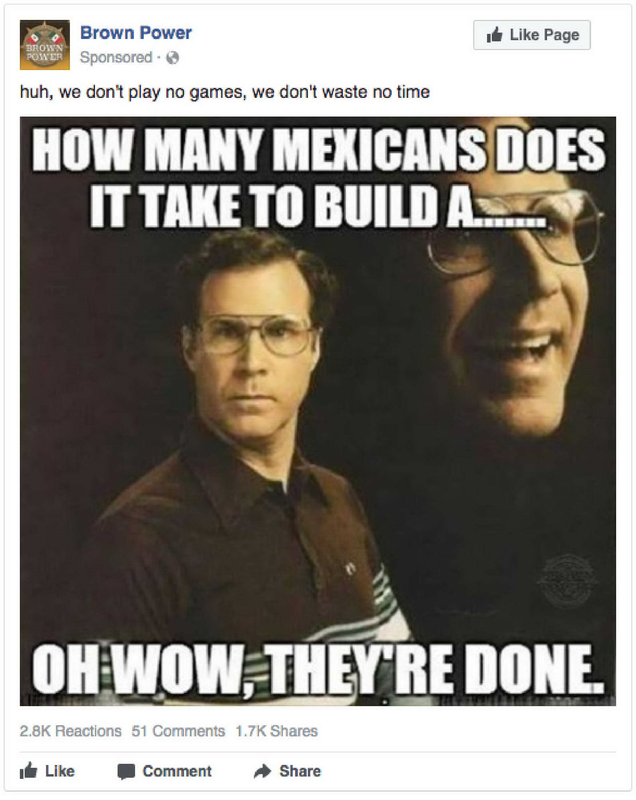 Brown Power
Like Page
BROWN
POWER
Sponsored ·
huh, we don't play no games, we don't waste no time
HOW MANY MEXICANS DOES
IT TAKE TO BUILD A.......
OH WOW, THEY'RE DONE.
2.8K Reactions 51 Comments 1.7K Shares
Like Comment Share